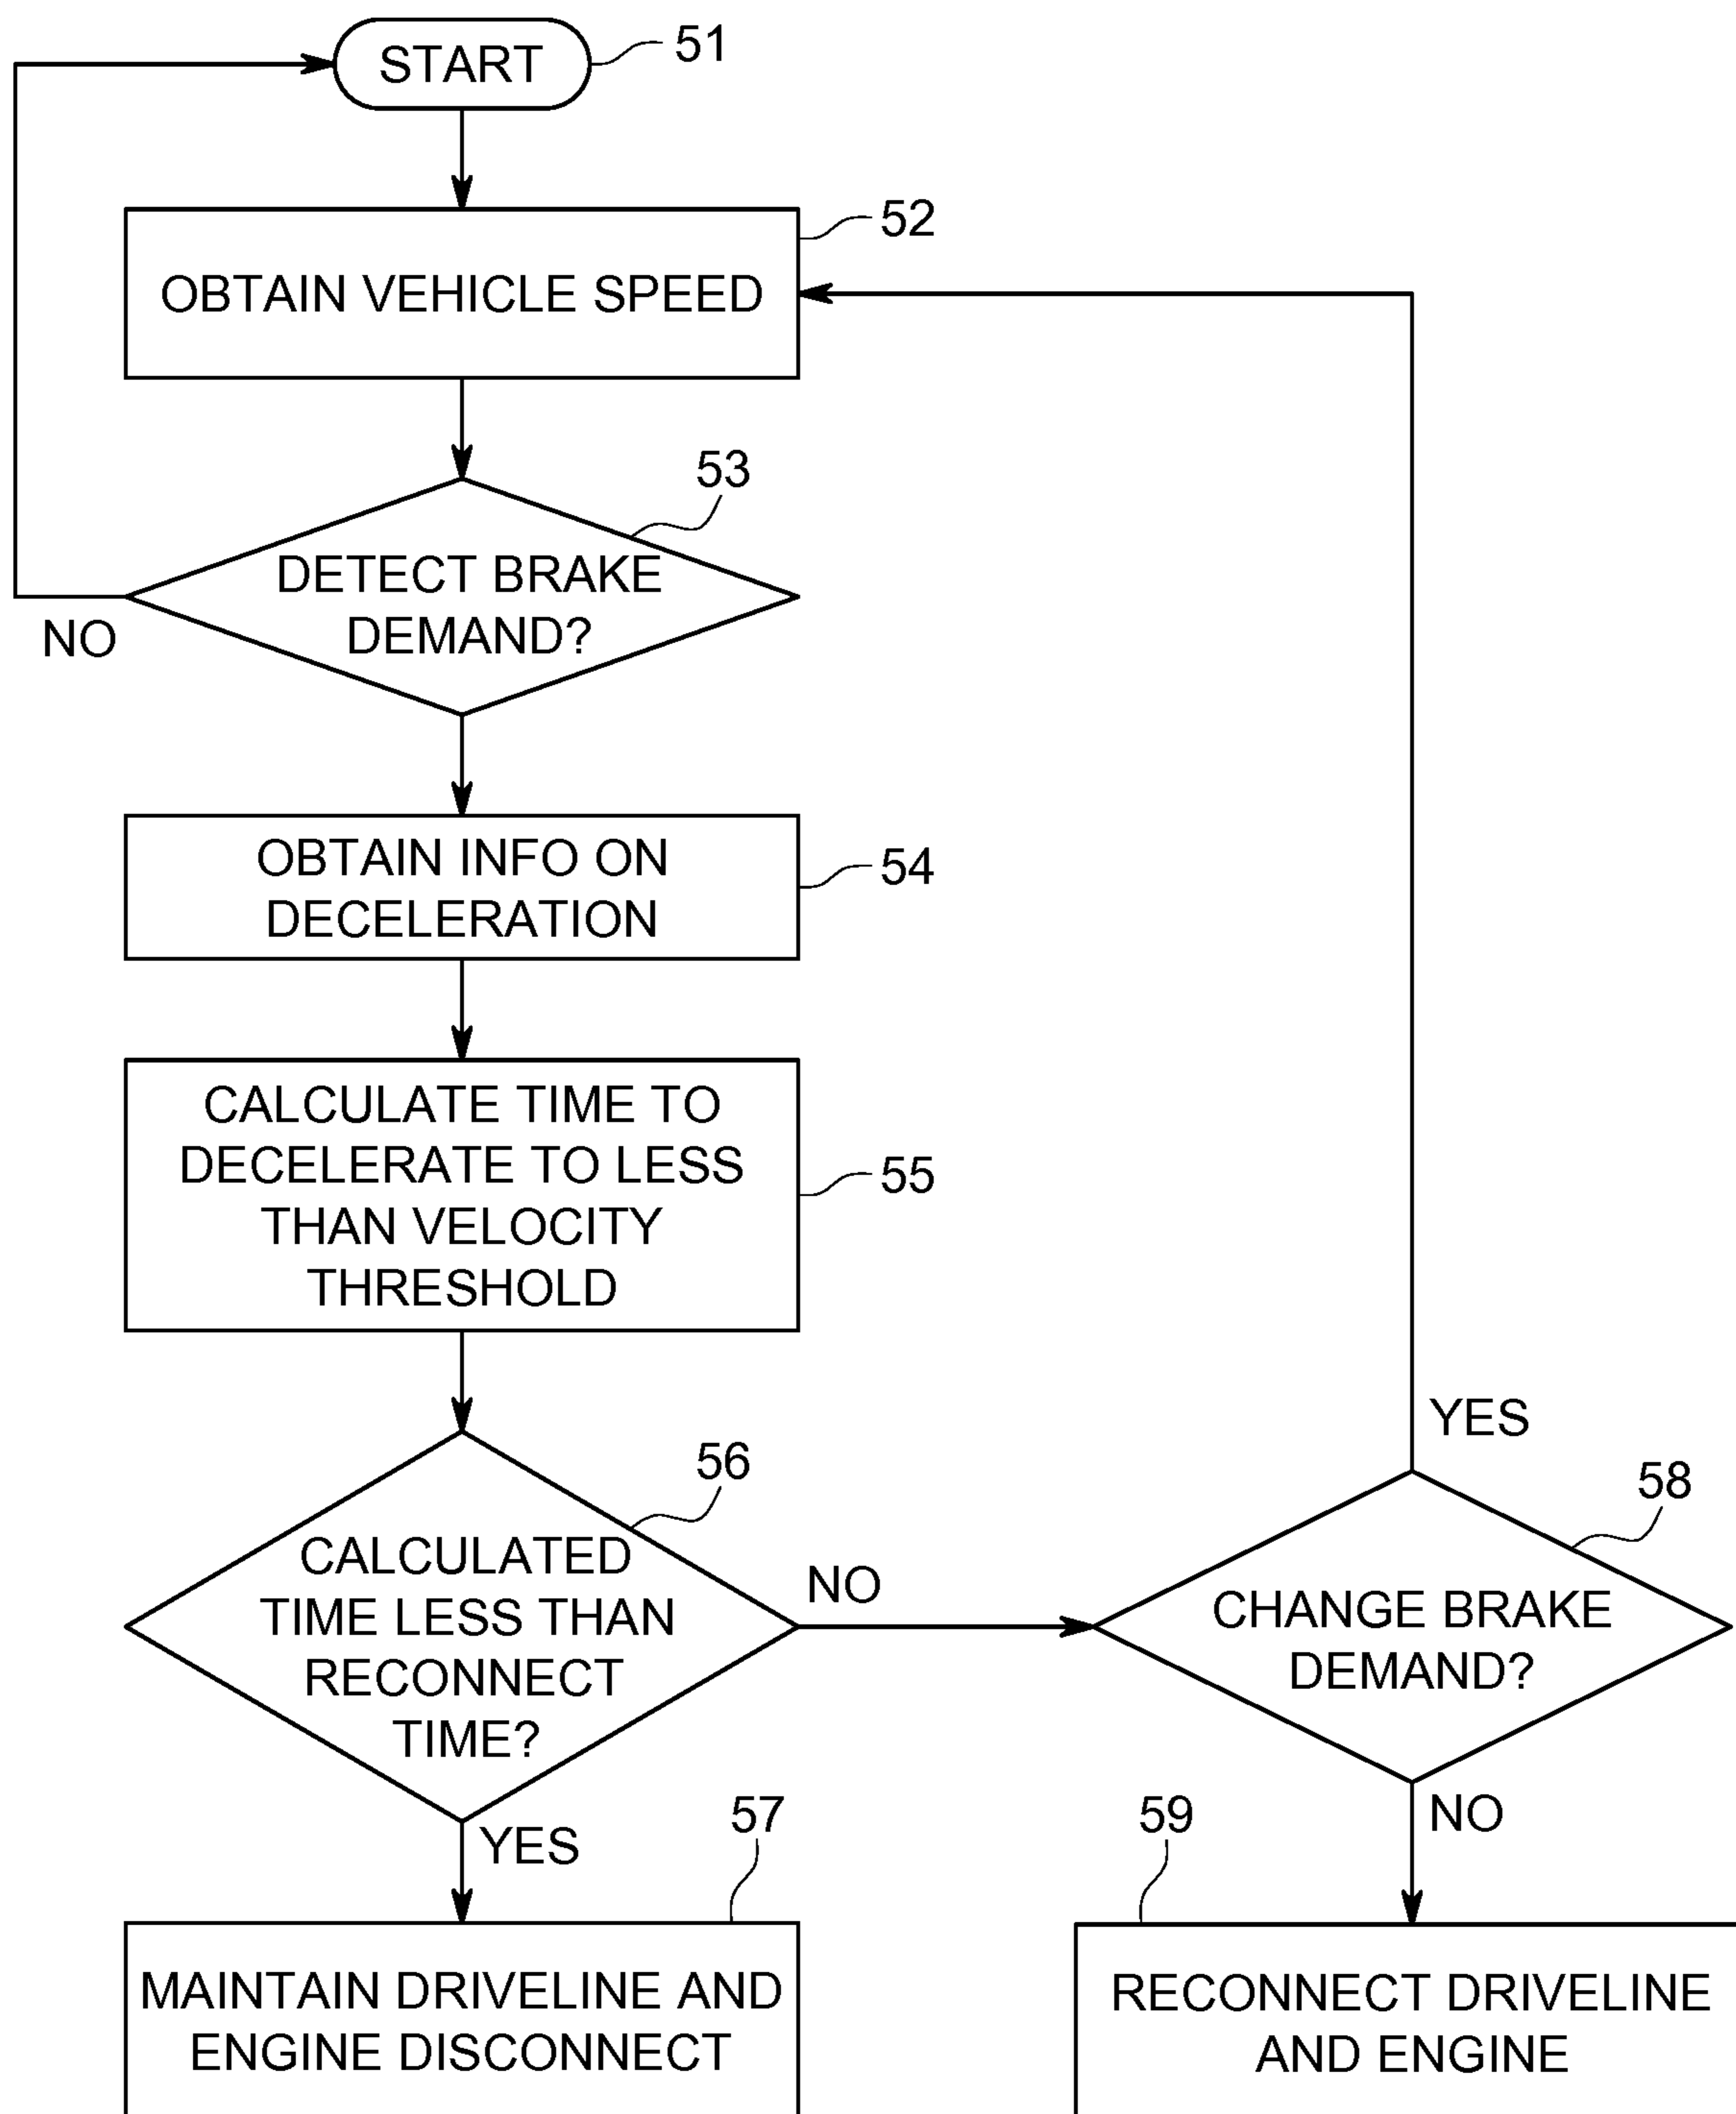 START
51
OBTAIN VEHICLE SPEED
52
DETECT BRAKE
DEMAND?
53
NO
OBTAIN INFO ON
DECELERATION
54
CALCULATE TIME TO
DECELERATE TO LESS
THAN VELOCITY
THRESHOLD
55
CALCULATED
TIME LESS THAN
RECONNECT
TIME?
56
NO
YES
CHANGE BRAKE
DEMAND?
58
YES
NO
MAINTAIN DRIVELINE AND
ENGINE DISCONNECT
57
RECONNECT DRIVELINE
AND ENGINE
59